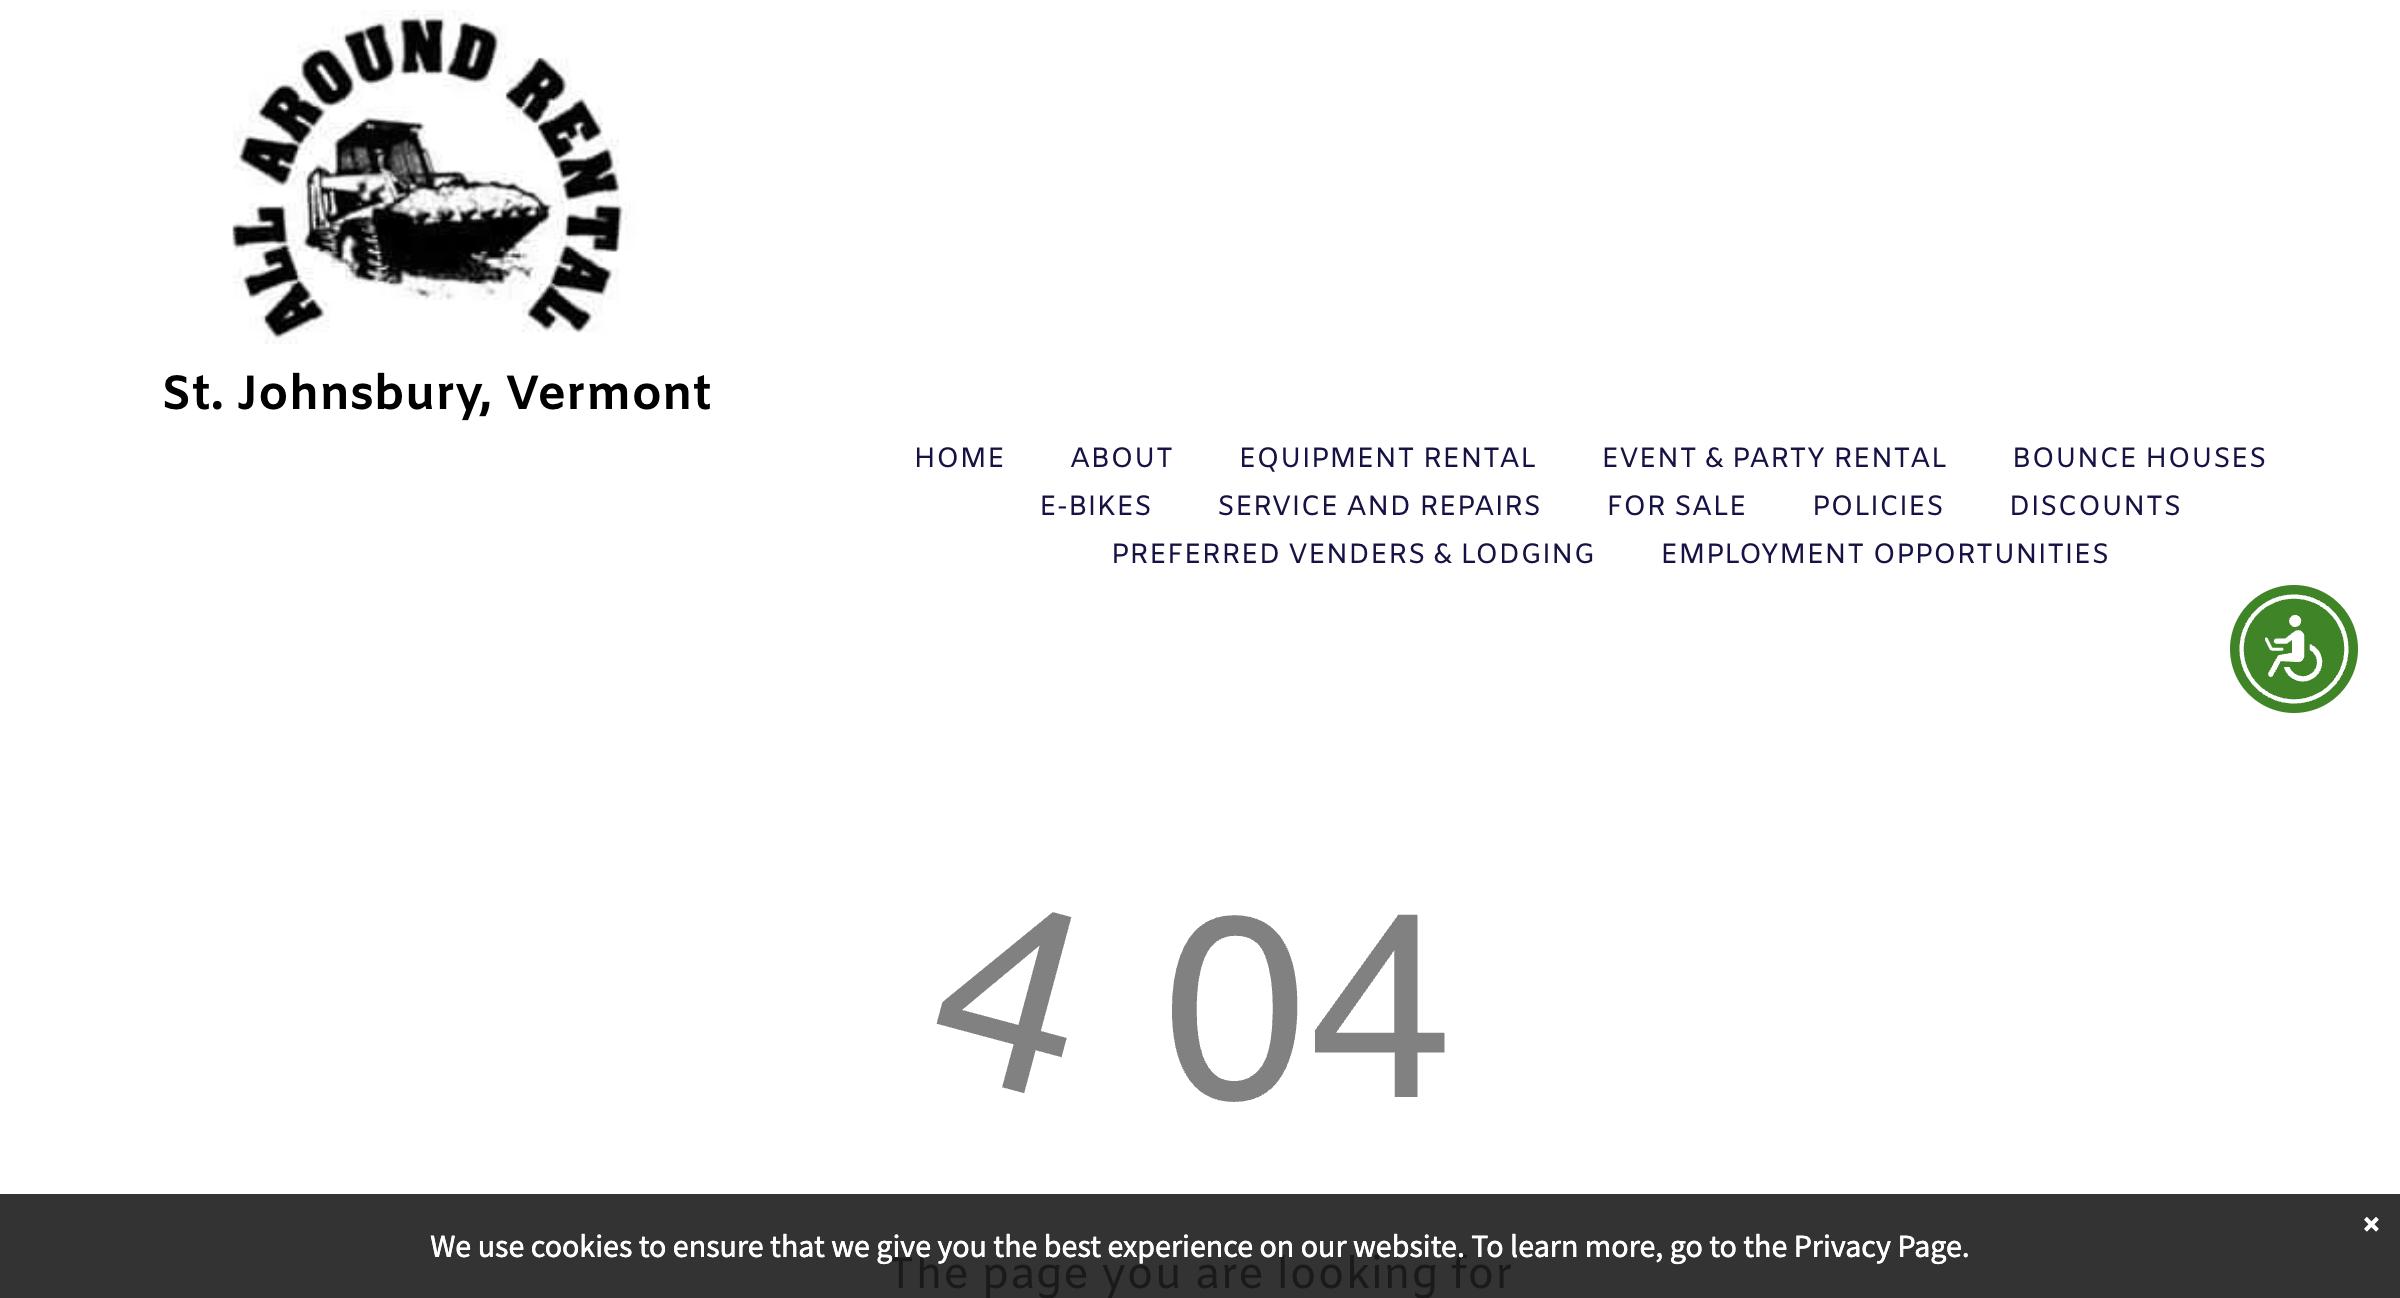 ALL AROUND RENTAL
St. Johnsbury, Vermont
HOME ABOUT EQUIPMENT RENTAL EVENT & PARTY RENTAL BOUNCE HOUSES
E-BIKES SERVICE AND REPAIRS FOR SALE POLICIES DISCOUNTS
PREFERRED VENDERS & LODGING EMPLOYMENT OPPORTUNITIES
4 04
We use cookies to ensure that we give you the best experience on our website. To learn more, go to the Privacy Page.
The page you are looking for